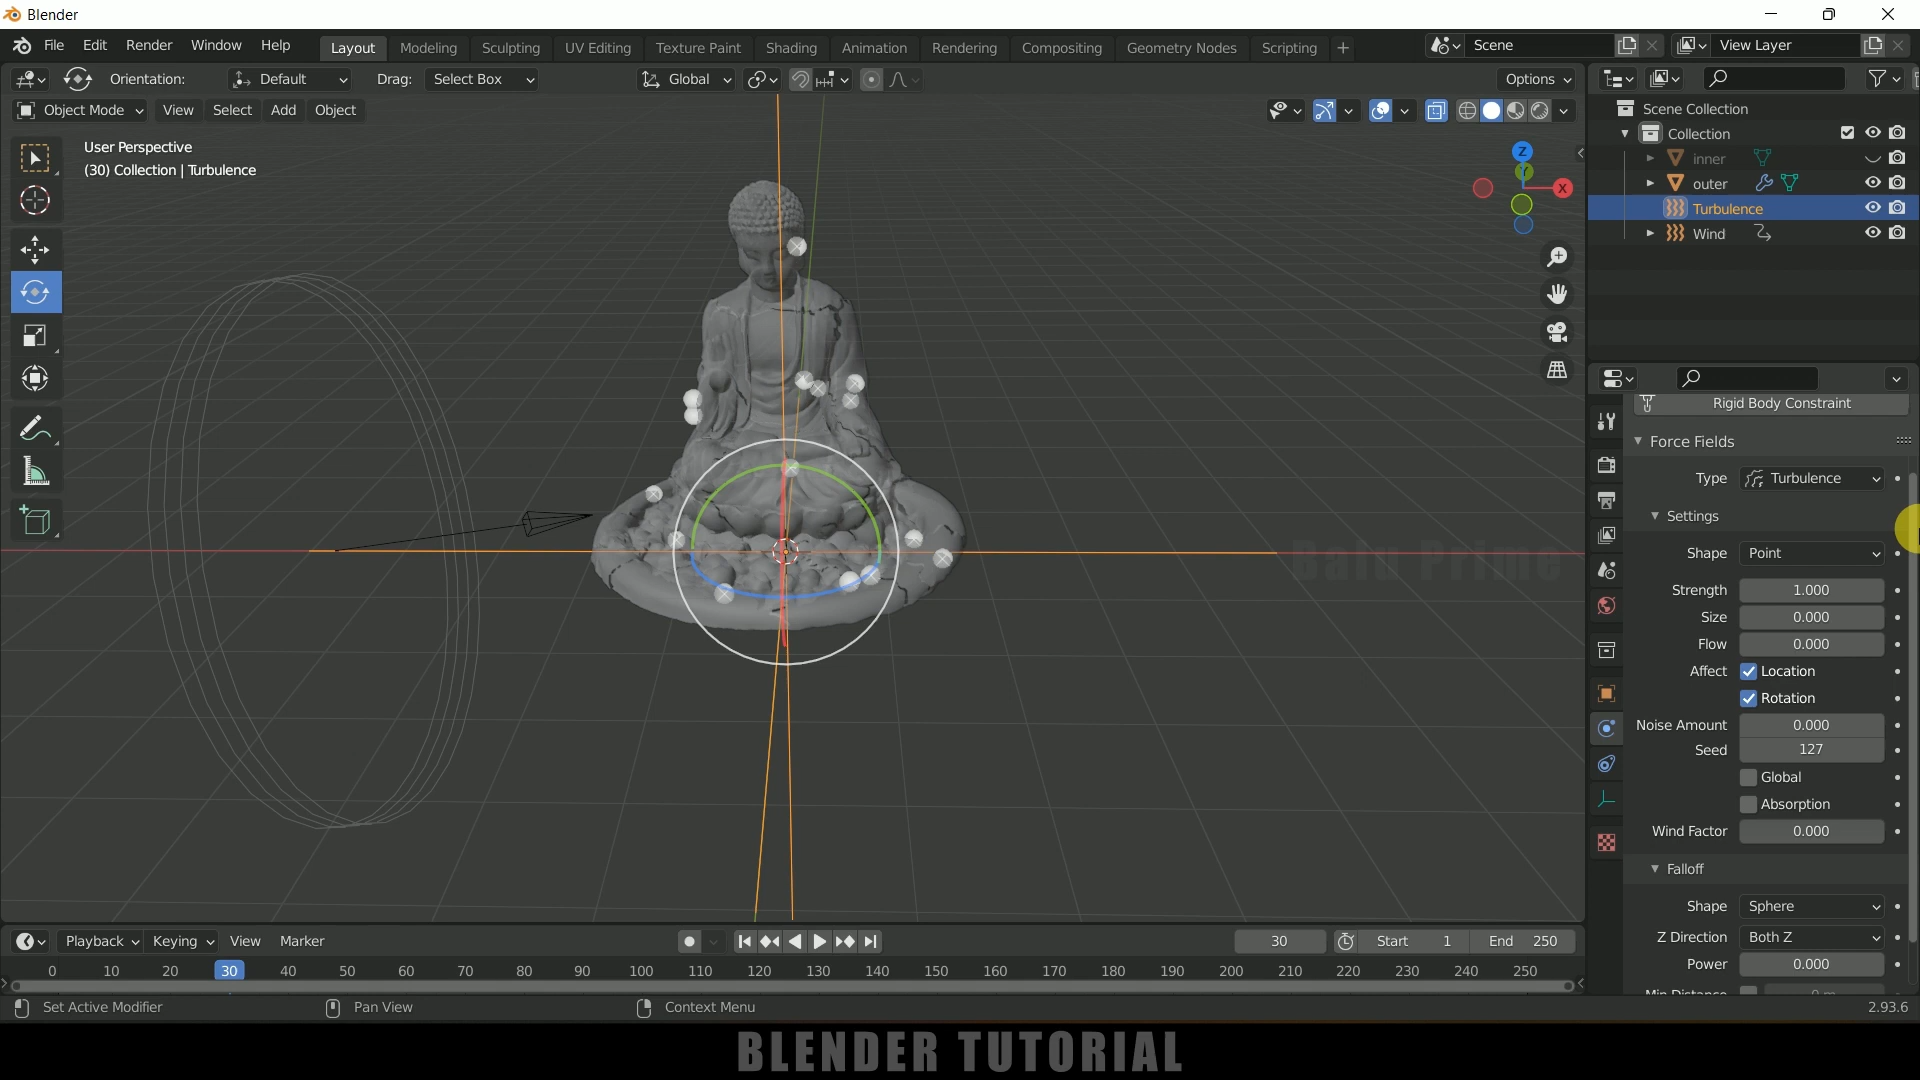 Blender
File Edit Render Window Help Layout Modeling Sculpting UV Editing Texture Paint Shading Animation Rendering Compositing Geometry Nodes Scripting + Scene View Layer
Orientation: Default Drag: Select Box Global Options
Object Mode View Select Add Object
User Perspective
(30) Collection | Turbulence
Z
Y
X
Scene Collection
Collection
inner
outer
Turbulence
Wind
Rigid Body Constraint
Force Fields
Type Turbulence
Settings
Shape Point
Strength 1.000
Size 0.000
Flow 0.000
Affect Location
Rotation
Noise Amount 0.000
Seed 127
Global
Absorption
Wind Factor 0.000
Falloff
Shape Sphere
Z Direction Both Z
Power 0.000
Min Distance 0 m
Balu Prime
Playback Keying View Marker 30 Start 1 End 250
0 10 20 30 40 50 60 70 80 90 100 110 120 130 140 150 160 170 180 190 200 210 220 230 240 250
Set Active Modifier Pan View Context Menu 2.93.6
BLENDER TUTORIAL